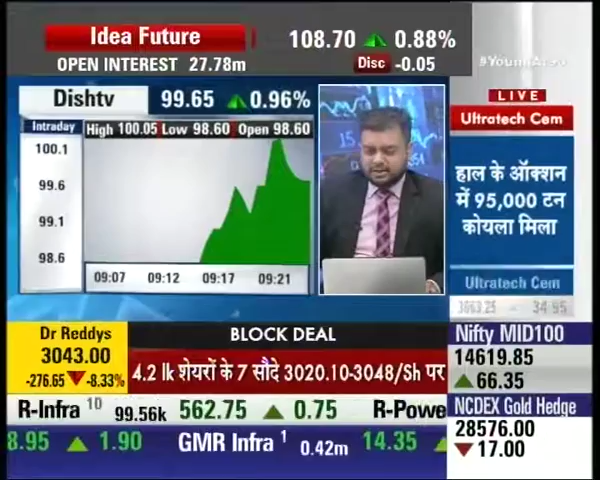 Idea Future
108.70 0.88%
OPEN INTEREST 27.78m
Disc -0.05
LIVE
Dishtv 99.65 0.96%
Intraday
High 100.05 Low 98.60 Open 98.60
100.1
99.6
99.1
98.6
09:07 09:12 09:17 09:21
Ultratech Cem
हाल के ऑक्शन
में 95,000 टन
कोयला मिला
Ultratech Cem
3063.25 34.95
Dr Reddys
3043.00
-276.65 -8.33%
BLOCK DEAL
4.2 lk शेयरों के 7 सौदे 3020.10-3048/Sh पर
Nifty MID100
14619.85
66.35
R-Infra 10 99.56k 562.75 0.75 R-Powe
NCDEX Gold Hedge
28576.00
17.00
8.95 1.90 GMR Infra 1 0.42m 14.35